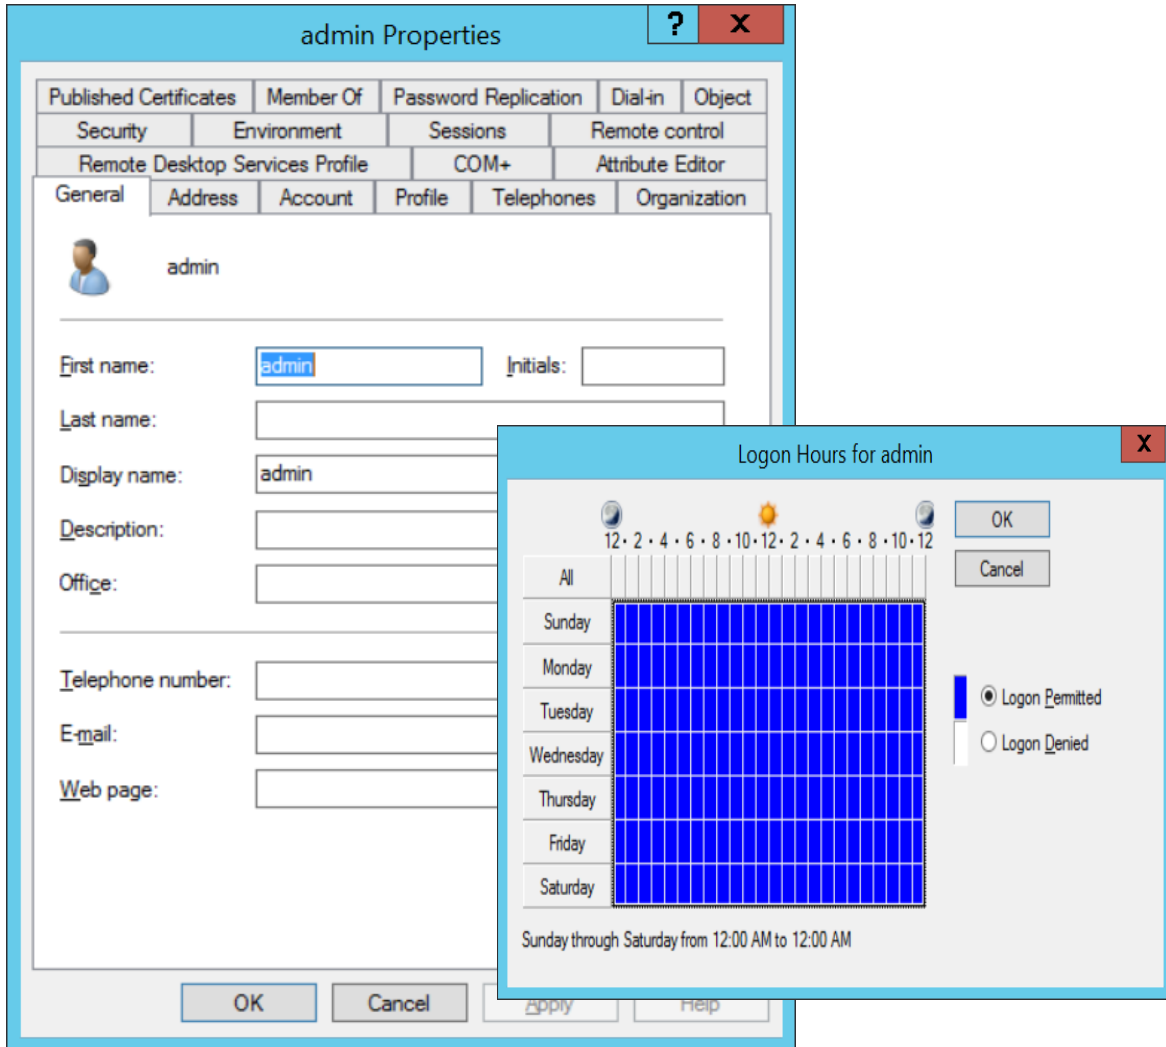 admin Properties
?
X
Published Certificates Member Of Password Replication Dial-in Object
Security Environment Sessions Remote control
Remote Desktop Services Profile COM+ Attribute Editor
General Address Account Profile Telephones Organization
admin
First name: admin Initials:
Last name:
Display name: admin
Description:
Office:
Telephone number:
E-mail:
Web page:
OK Cancel Apply Help
Logon Hours for admin
X
12 · 2 · 4 · 6 · 8 · 10 · 12 · 2 · 4 · 6 · 8 · 10 · 12
All
Sunday
Monday
Tuesday
Wednesday
Thursday
Friday
Saturday
Sunday through Saturday from 12:00 AM to 12:00 AM
OK
Cancel
Logon Permitted
Logon Denied